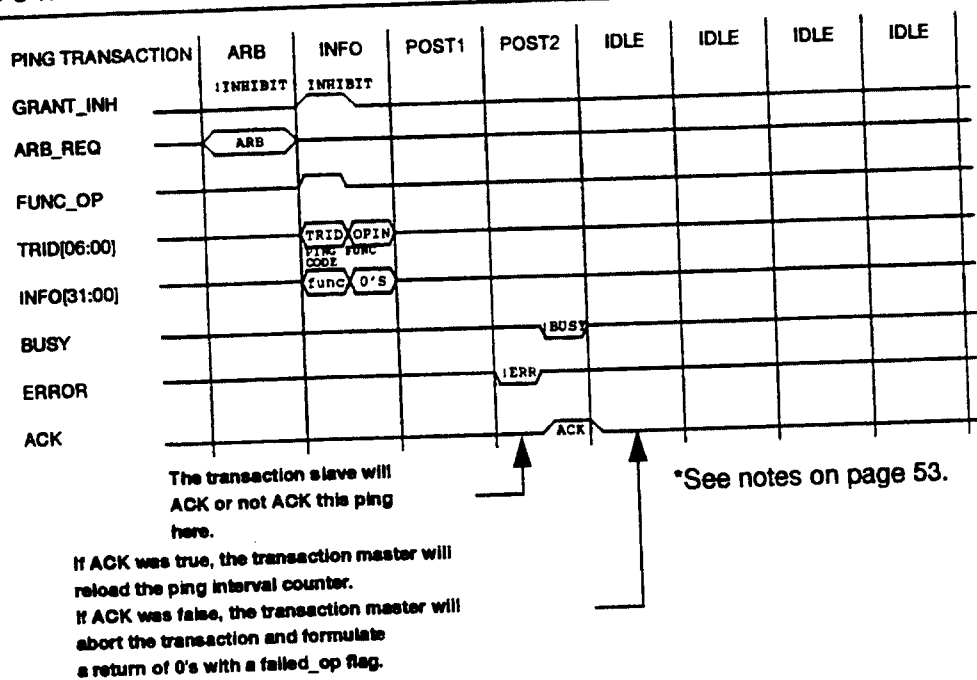 PING TRANSACTION ARB INFO POST1 POST2 IDLE IDLE IDLE IDLE
!INHIBIT INHIBIT
GRANT_INH
ARB_REQ ARB
FUNC_OP
TRID[06:00] TRID OPIN
PING FUNC
CODE
INFO[31:00] func 0'S
BUSY !BUSY
ERROR !ERR
ACK ACK
The transaction slave will
ACK or not ACK this ping
here.
*See notes on page 53.
If ACK was true, the transaction master will
reload the ping interval counter.
If ACK was false, the transaction master will
abort the transaction and formulate
a return of 0's with a failed_op flag.